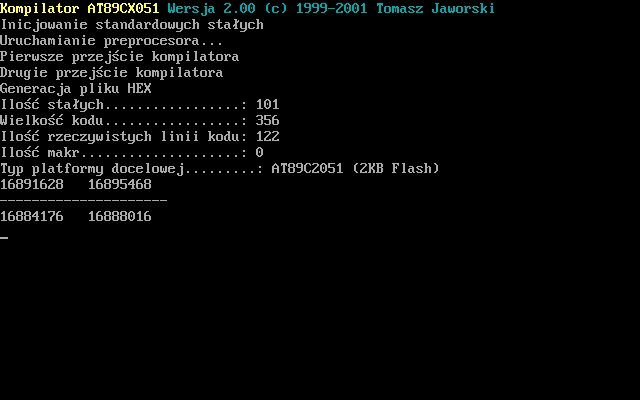 Kompilator AT89CX051 Wersja 2.00 (c) 1999-2001 Tomasz Jaworski
Inicjowanie standardowych stałych
Uruchamianie preprocesora...
Pierwsze przejście kompilatora
Drugie przejście kompilatora
Generacja pliku HEX
Ilość stałych.................: 101
Wielkość kodu.................: 356
Ilość rzeczywistych linii kodu: 122
Ilość makr....................: 0
Typ platformy docelowej.........: AT89C2051 (2KB Flash)
16891628   16895468
---------------------
16884176   16888016
_